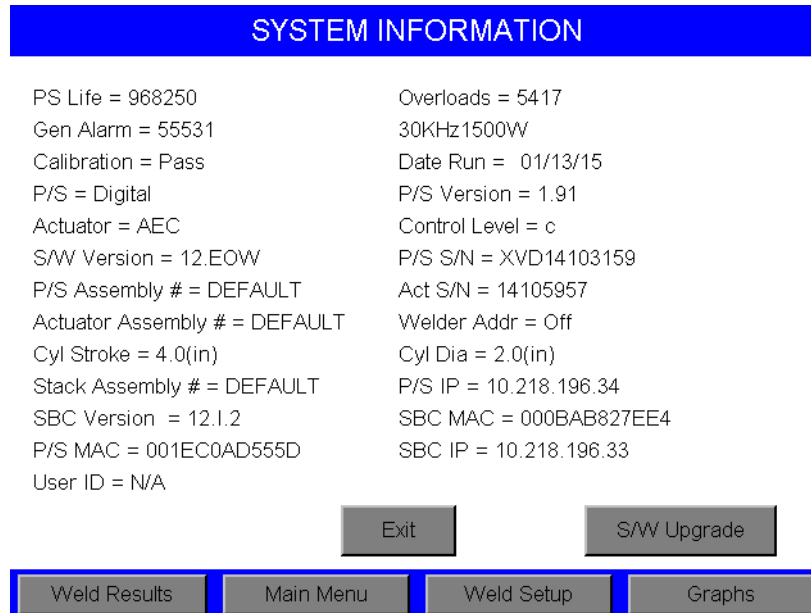 SYSTEM INFORMATION
PS Life = 968250
Overloads = 5417
Gen Alarm = 55531
30KHz1500W
Calibration = Pass
Date Run = 01/13/15
P/S = Digital
P/S Version = 1.91
Actuator = AEC
Control Level = c
S/W Version = 12.EOW
P/S S/N = XVD14103159
P/S Assembly # = DEFAULT
Act S/N = 14105957
Actuator Assembly # = DEFAULT
Welder Addr = Off
Cyl Stroke = 4.0(in)
Cyl Dia = 2.0(in)
Stack Assembly # = DEFAULT
P/S IP = 10.218.196.34
SBC Version = 12.I.2
SBC MAC = 000BAB827EE4
P/S MAC = 001EC0AD555D
SBC IP = 10.218.196.33
User ID = N/A
Exit
S/W Upgrade
Weld Results
Main Menu
Weld Setup
Graphs